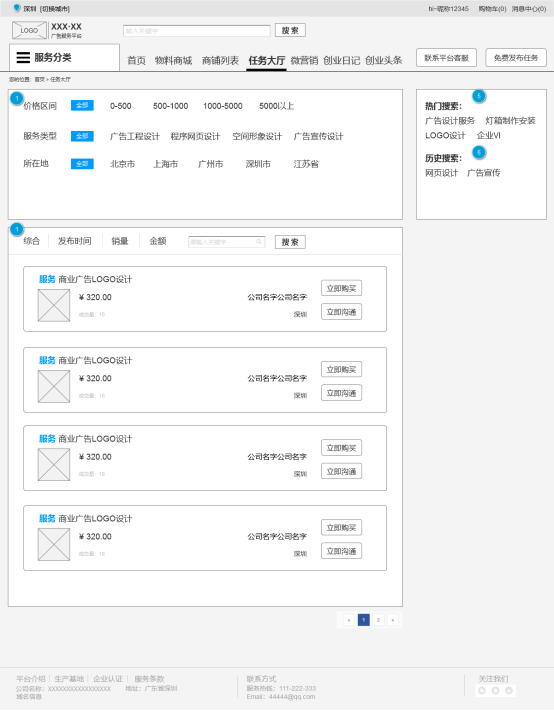 深圳 [切换城市] hi~昵称12345 购物车(0) 消息中心(0)
LOGO XXX·XX
广告服务平台
请输入关键字 搜 索
服务分类 首页 物料商城 商铺列表 任务大厅 微营销 创业日记 创业头条 联系平台客服 免费发布任务
您的位置：首页 > 任务大厅
1
价格区间 全部 0-500 500-1000 1000-5000 5000以上
服务类型 全部 广告工程设计 程序网页设计 空间形象设计 广告宣传设计
所在地 全部 北京市 上海市 广州市 深圳市 江苏省
5
热门搜索：
广告设计服务 灯箱制作安装
LOGO设计 企业VI
6
历史搜索：
网页设计 广告宣传
1
综合 发布时间 销量 金额 请输入关键字 搜 索
服务 商业广告LOGO设计
¥ 320.00 公司名字公司名字 立即购买
成交量：16 深圳 立即沟通
服务 商业广告LOGO设计
¥ 320.00 公司名字公司名字 立即购买
成交量：16 深圳 立即沟通
服务 商业广告LOGO设计
¥ 320.00 公司名字公司名字 立即购买
成交量：16 深圳 立即沟通
服务 商业广告LOGO设计
¥ 320.00 公司名字公司名字 立即购买
成交量：16 深圳 立即沟通
« 1 2 »
平台介绍 | 生产基地 | 企业认证 | 服务条款
公司名称：XXXXXXXXXXXXXXXXX 地址：广东省深圳
域名信息
联系方式
服务热线：111-222-333
Email：44444@qq.com
关注我们